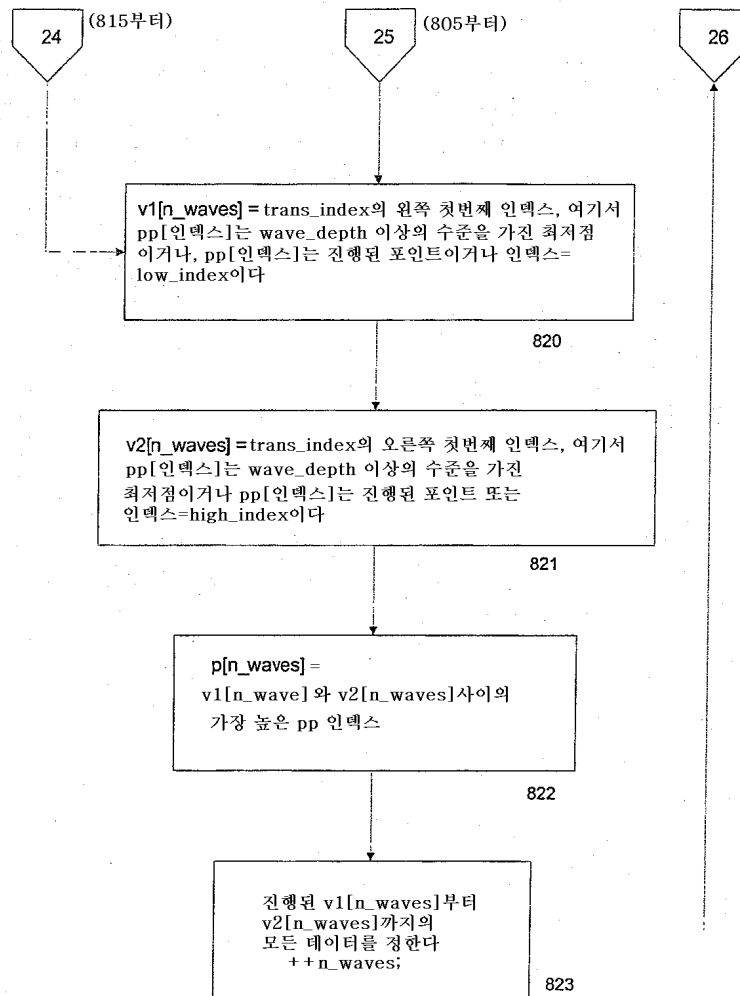 24
(815부터)
25
(805부터)
26
v1[n_waves] = trans_index의 왼쪽 첫번째 인덱스, 여기서
pp[인덱스]는 wave_depth 이상의 수준을 가진 최저점
이거나, pp[인덱스]는 진행된 포인트이거나 인덱스=
low_index이다
820
v2[n_waves] = trans_index의 오른쪽 첫번째 인덱스, 여기서
pp[인덱스]는 wave_depth 이상의 수준을 가진
최저점이거나 pp[인덱스]는 진행된 포인트 또는
인덱스=high_index이다
821
p[n_waves] =
v1[n_wave] 와 v2[n_waves]사이의
가장 높은 pp 인덱스
822
진행된 v1[n_waves]부터
v2[n_waves]까지의
모든 데이터를 정한다
++n_waves;
823